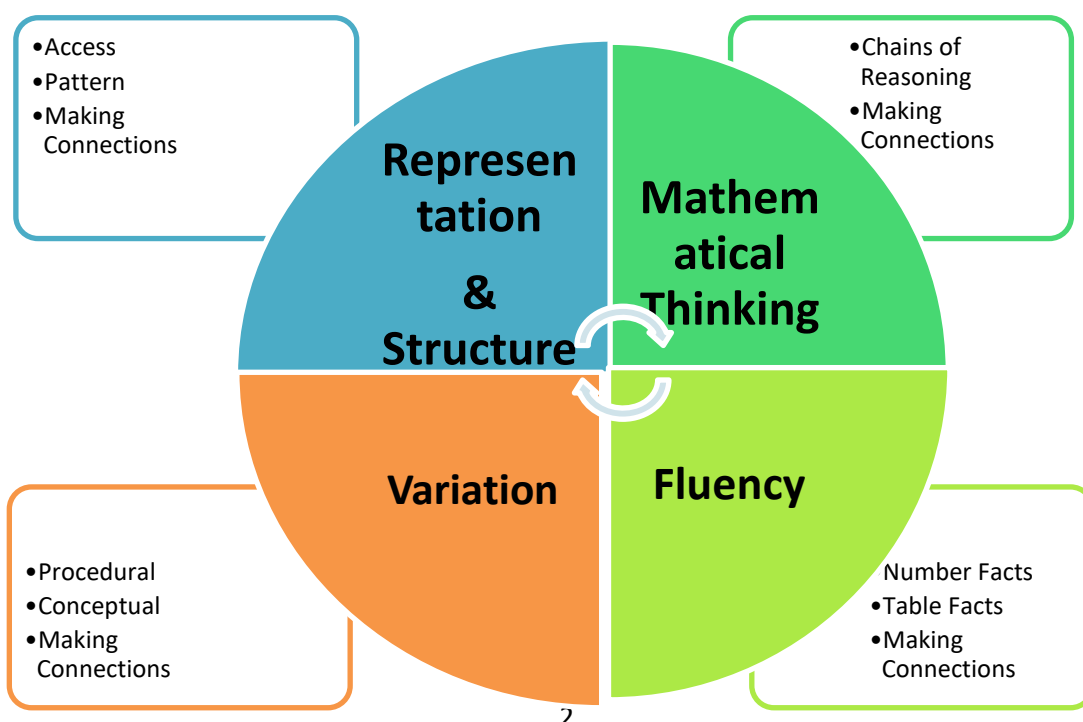 •Access
•Pattern
•Making
Connections
Represen
tation
&
Structure
•Chains of
Reasoning
•Making
Connections
Mathem
atical
Thinking
•Procedural
•Conceptual
•Making
Connections
Variation
Fluency
Number Facts
•Table Facts
•Making
Connections
2